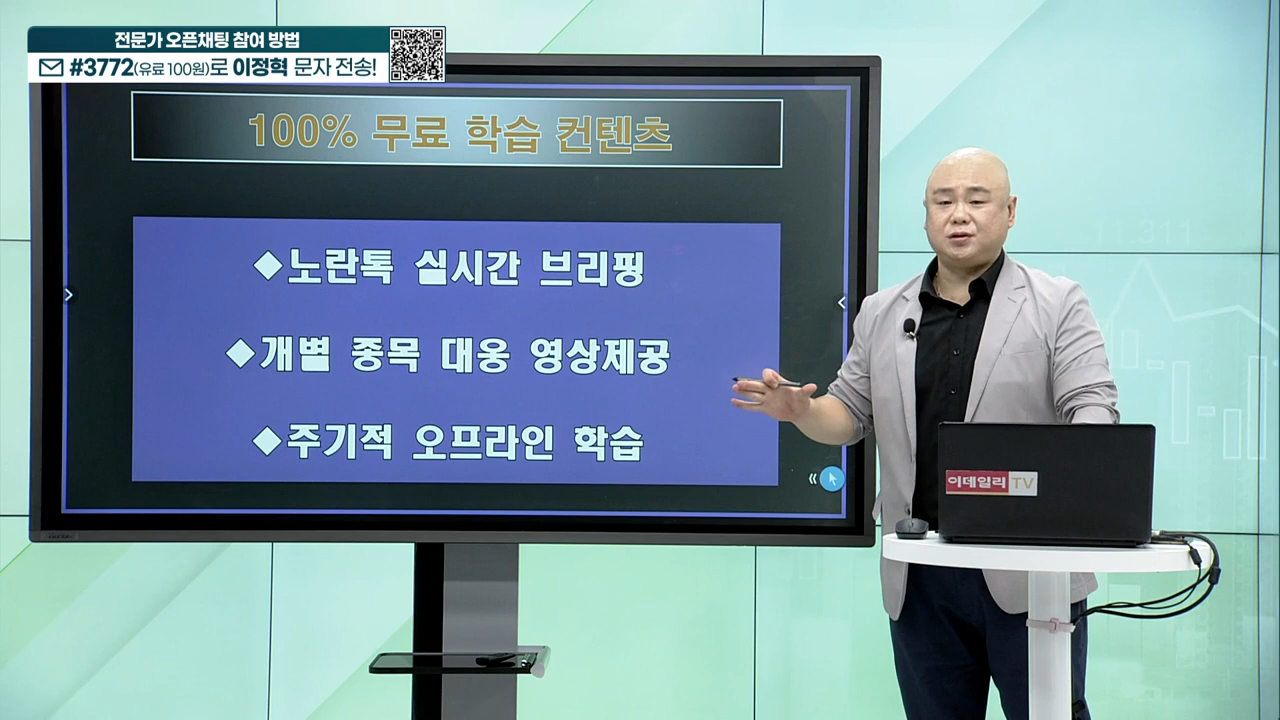 전문가 오픈채팅 참여 방법
#3772(유료 100원)로 이정혁 문자 전송!
100% 무료 학습 컨텐츠
◆노란톡 실시간 브리핑
◆개별 종목 대응 영상제공
◆주기적 오프라인 학습
이데일리 TV